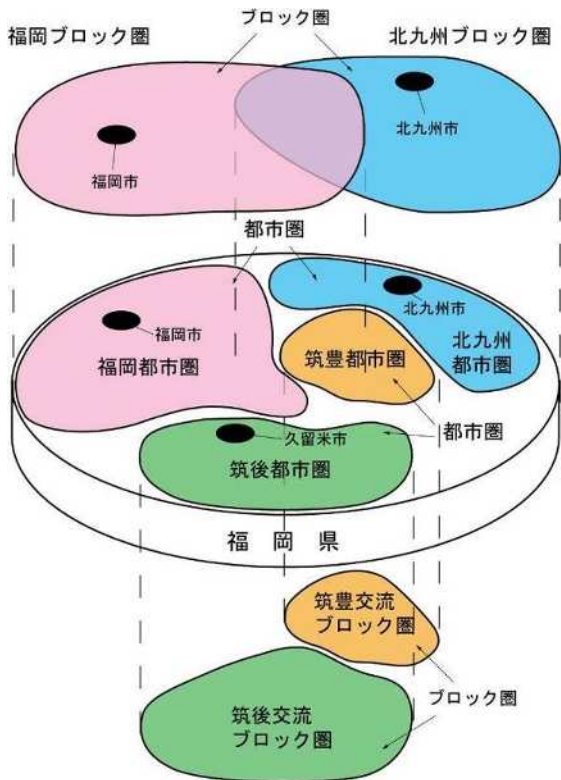 ブロック圏
福岡ブロック圏
北九州ブロック圏
北九州市
福岡市
都市圏
北九州市
福岡市
北九州
都市圏
福岡都市圏
筑豊都市圏
都市圏
久留米市
筑後都市圏
福岡県
筑豊交流
ブロック圏
ブロック圏
筑後交流
ブロック圏